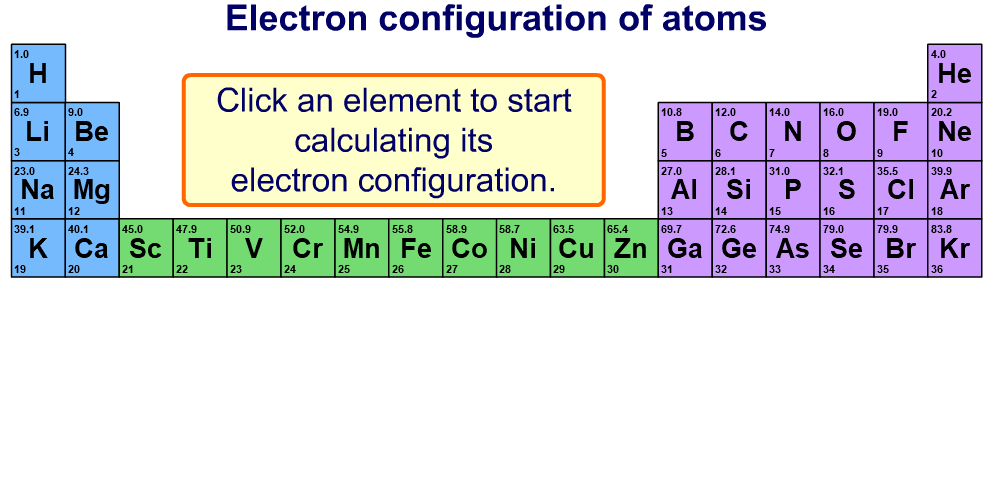 Electron configuration of atoms
1.0 4.0
H He
1 2
Click an element to start
calculating its
electron configuration.
6.9 9.0 10.8 12.0 14.0 16.0 19.0 20.2
Li Be B C N O F Ne
3 4 5 6 7 8 9 10
23.0 24.3 27.0 28.1 31.0 32.1 35.5 39.9
Na Mg Al Si P S Cl Ar
11 12 13 14 15 16 17 18
39.1 40.1 45.0 47.9 50.9 52.0 54.9 55.8 58.9 58.7 63.5 65.4 69.7 72.6 74.9 79.0 79.9 83.8
K Ca Sc Ti V Cr Mn Fe Co Ni Cu Zn Ga Ge As Se Br Kr
19 20 21 22 23 24 25 26 27 28 29 30 31 32 33 34 35 36